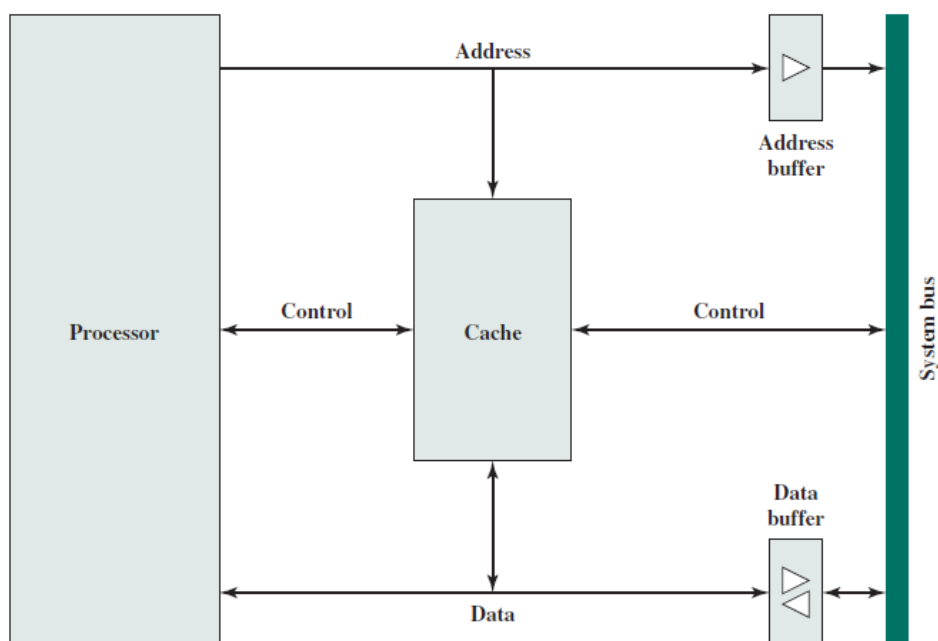 Address
Address
buffer
Processor
Control
Cache
Control
System bus
Data
buffer
Data